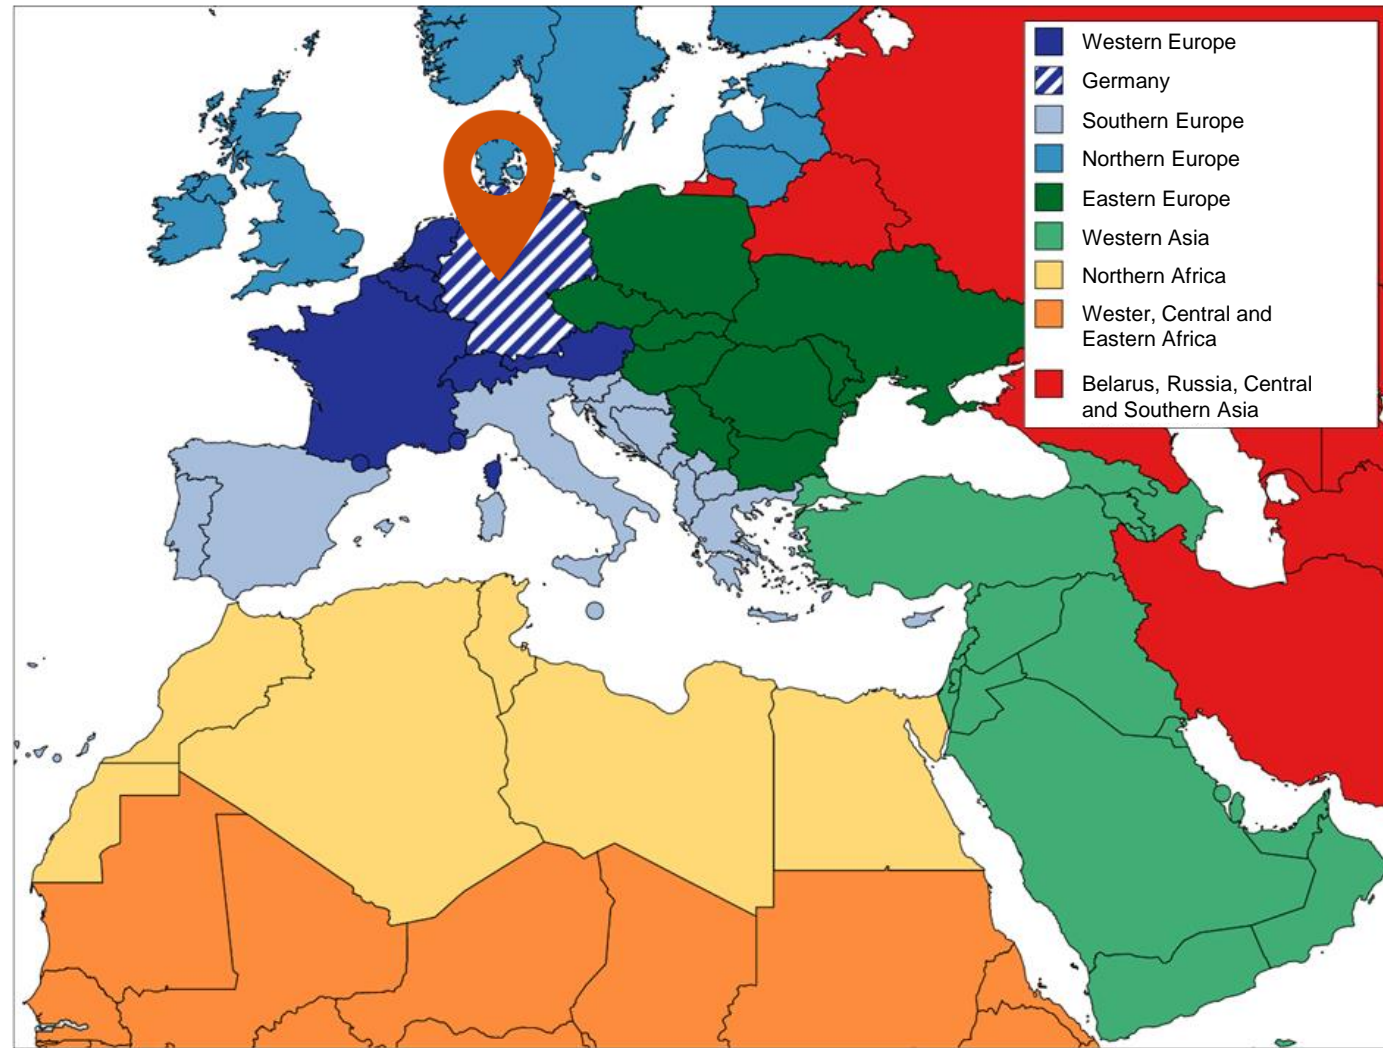 Western Europe
Germany
Southern Europe
Northern Europe
Eastern Europe
Western Asia
Northern Africa
Wester, Central and
Eastern Africa
Belarus, Russia, Central
and Southern Asia